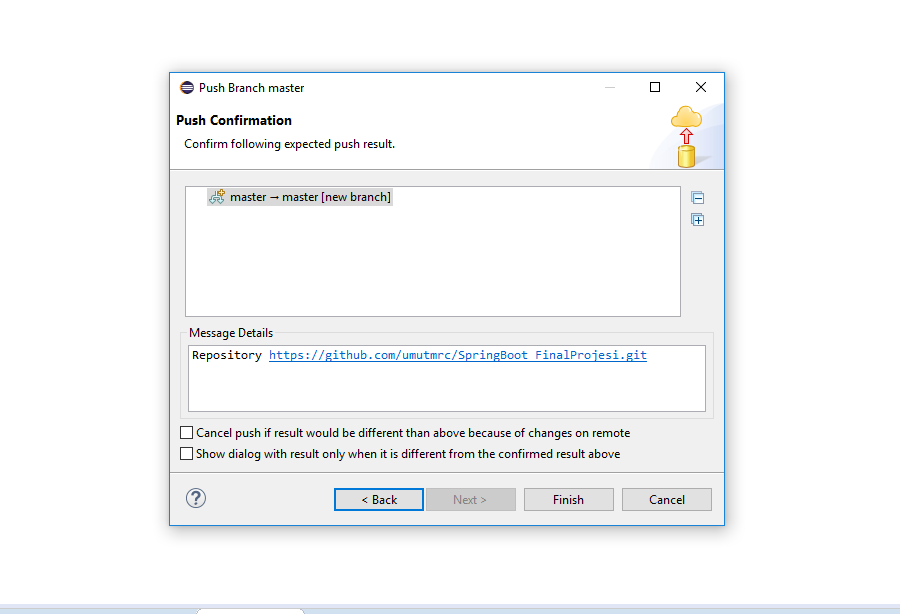 Push Branch master
Push Confirmation
Confirm following expected push result.
master → master [new branch]
Message Details
Repository https://github.com/umutmrc/SpringBoot_FinalProjesi.git
Cancel push if result would be different than above because of changes on remote
Show dialog with result only when it is different from the confirmed result above
?
< Back
Next >
Finish
Cancel